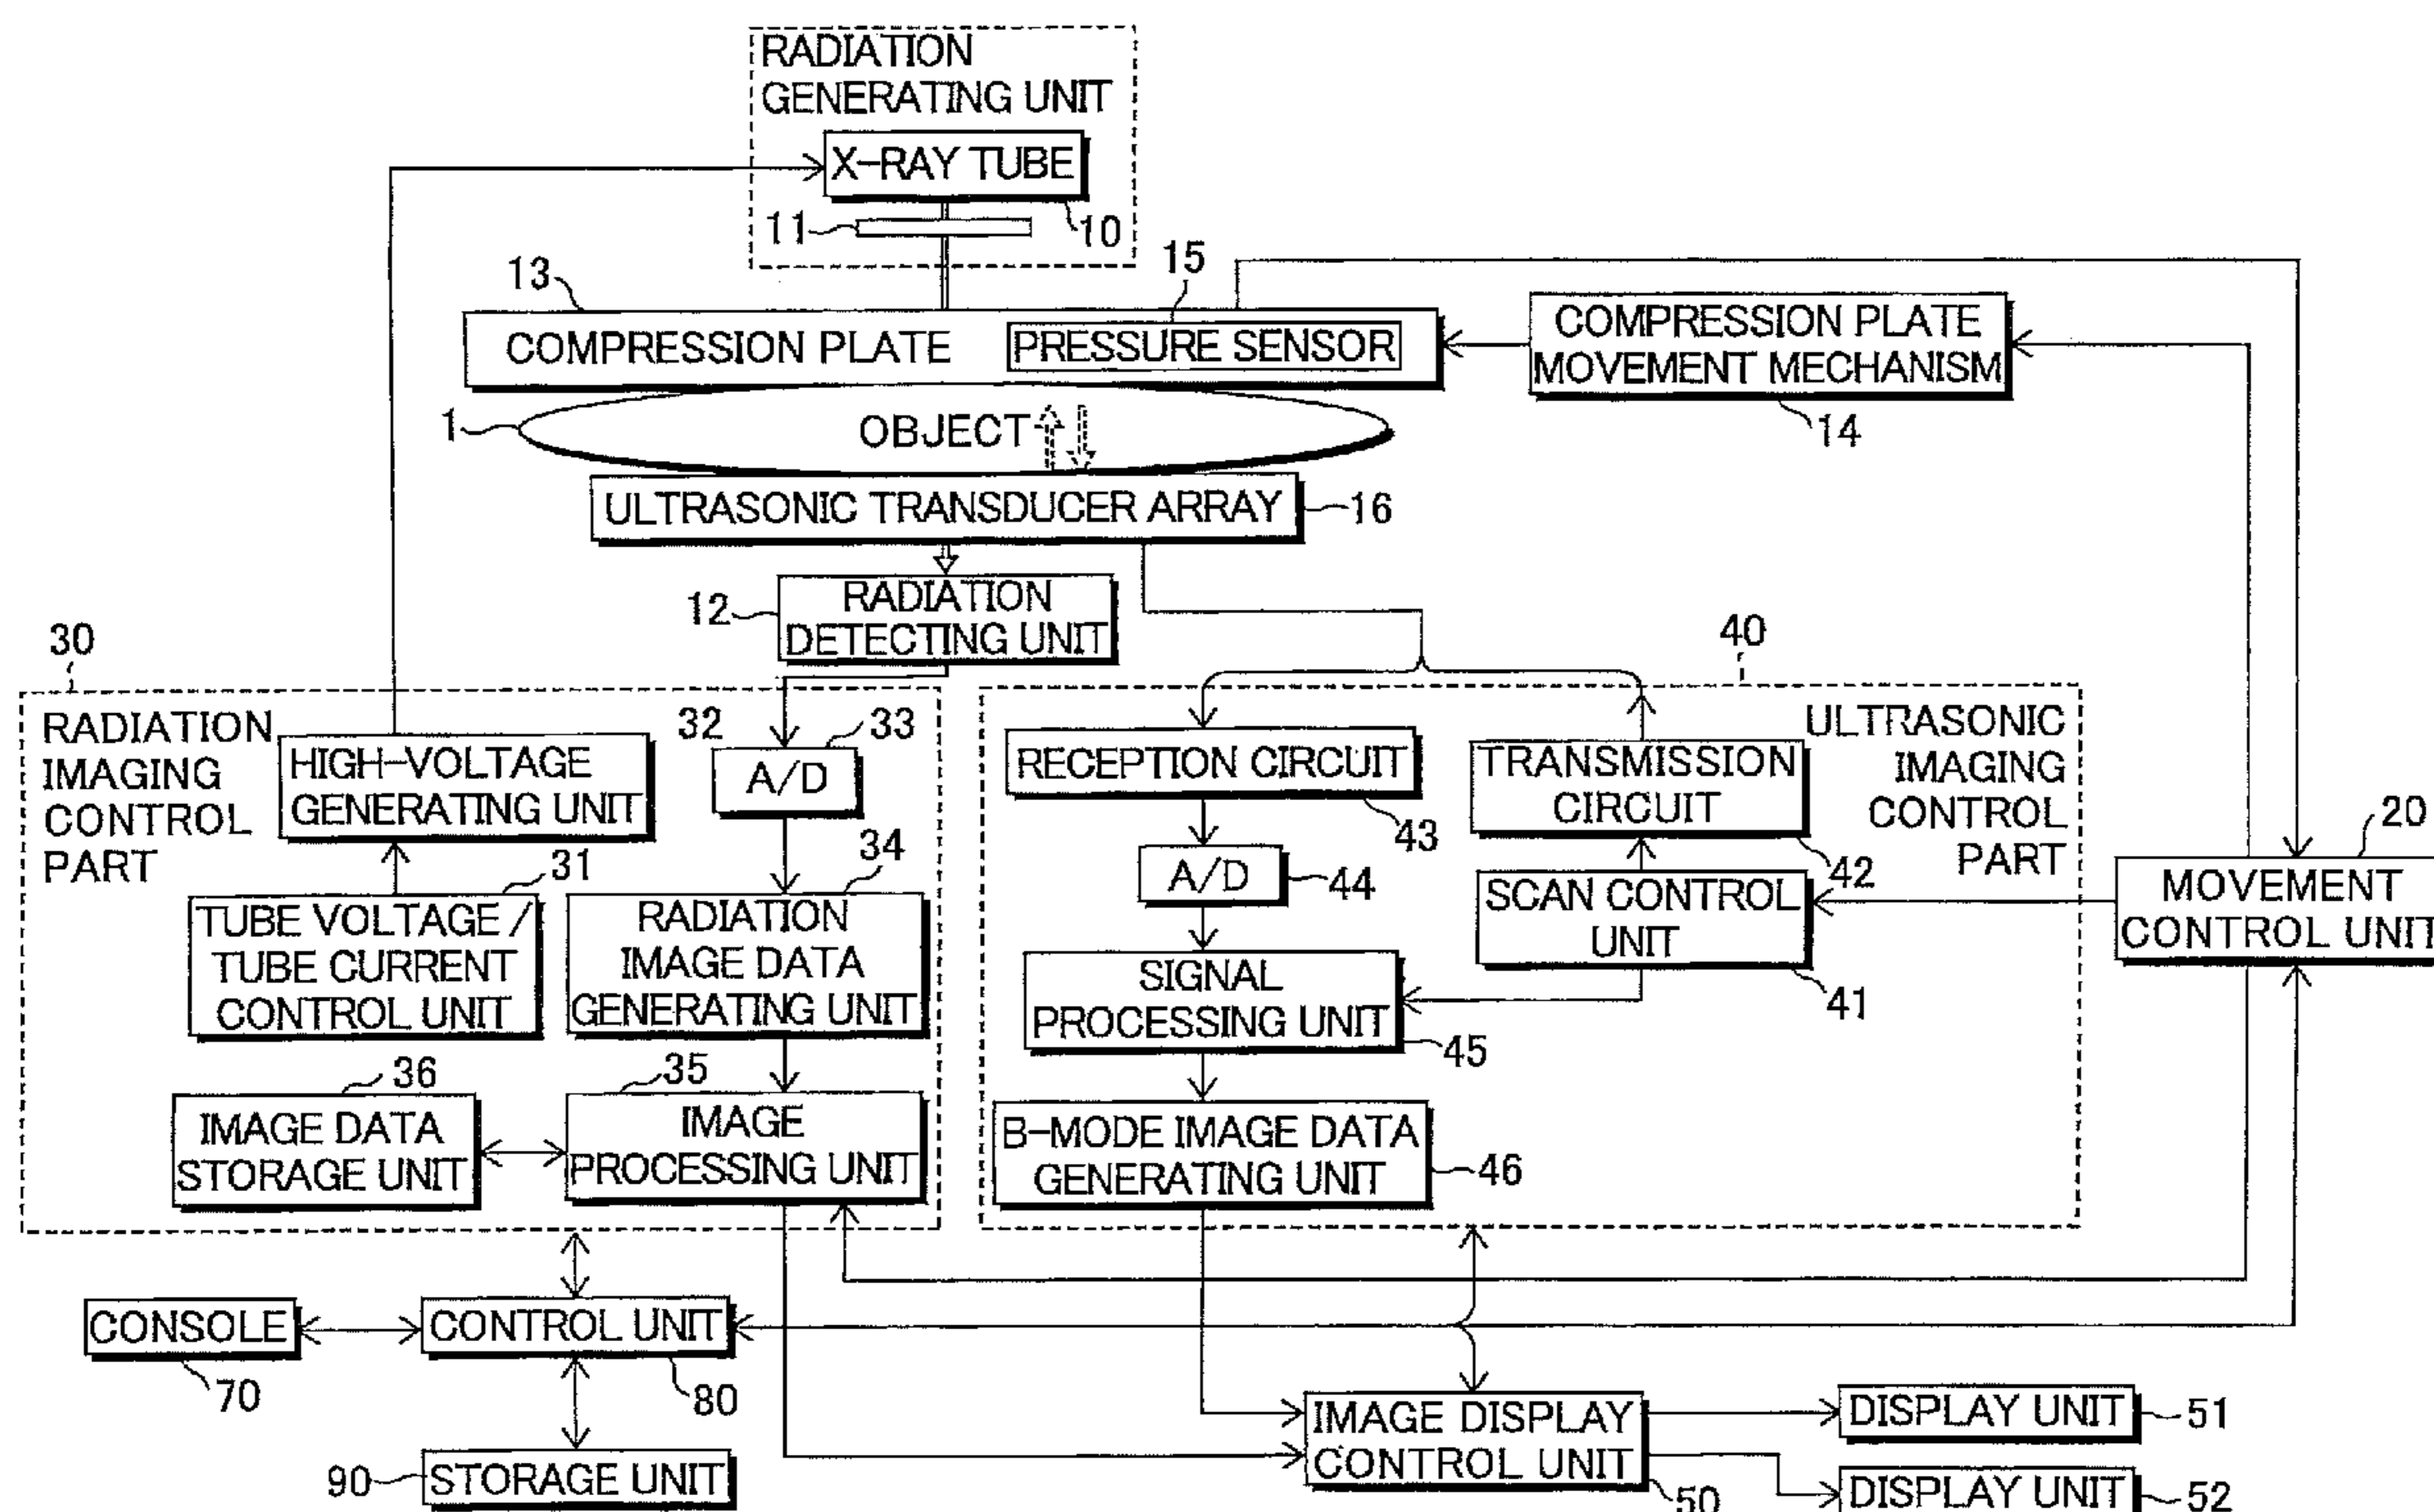 RADIATION
GENERATING UNIT
X-RAY TUBE
11
10
13
15
COMPRESSION PLATE
PRESSURE SENSOR
COMPRESSION PLATE
MOVEMENT MECHANISM
14
1
OBJECT
ULTRASONIC TRANSDUCER ARRAY
16
12
RADIATION
DETECTING UNIT
30
RADIATION
IMAGING
CONTROL
PART
32
HIGH-VOLTAGE
GENERATING UNIT
33
A/D
31
TUBE VOLTAGE /
TUBE CURRENT
CONTROL UNIT
34
RADIATION
IMAGE DATA
GENERATING UNIT
36
IMAGE DATA
STORAGE UNIT
35
IMAGE
PROCESSING UNIT
40
ULTRASONIC
IMAGING
CONTROL
PART
RECEPTION CIRCUIT
43
TRANSMISSION
CIRCUIT
42
A/D
44
SCAN CONTROL
UNIT
41
SIGNAL
PROCESSING UNIT
45
B-MODE IMAGE DATA
GENERATING UNIT
46
20
MOVEMENT
CONTROL UNIT
CONSOLE
70
CONTROL UNIT
80
90
STORAGE UNIT
IMAGE DISPLAY
CONTROL UNIT
50
DISPLAY UNIT
51
DISPLAY UNIT
52